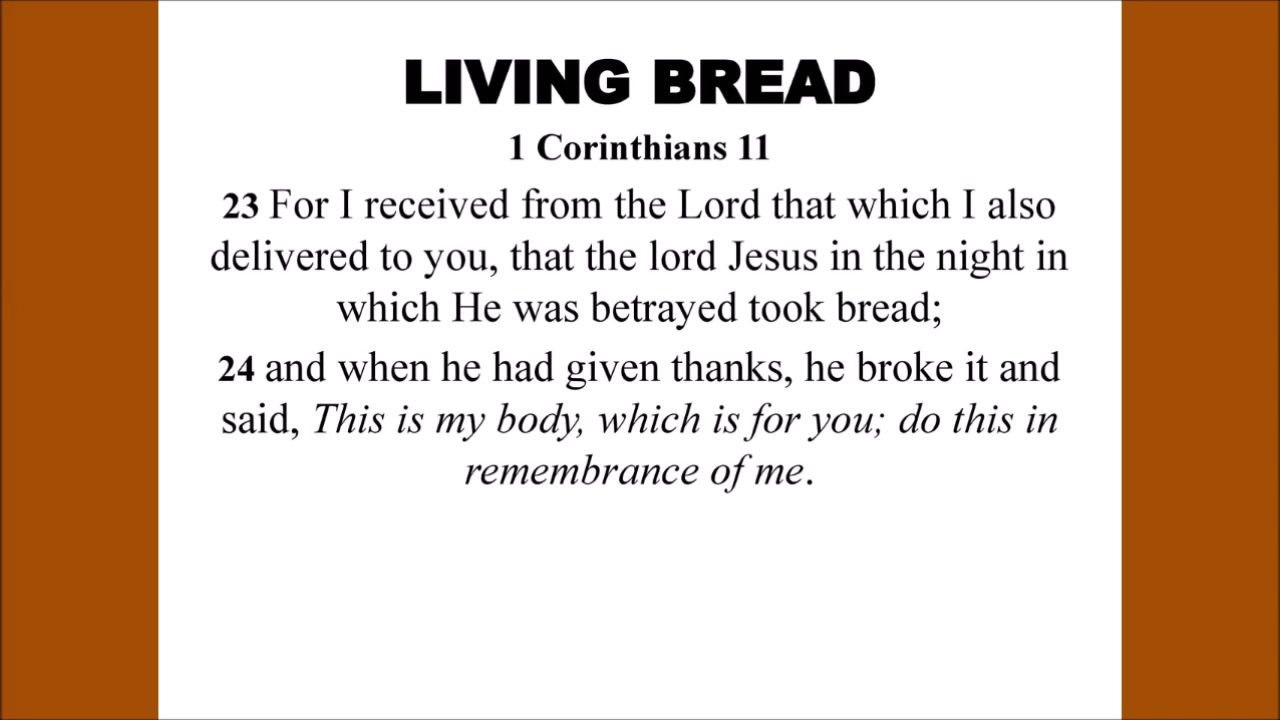 LIVING BREAD
1 Corinthians 11
23 For I received from the Lord that which I also
delivered to you, that the lord Jesus in the night in
which He was betrayed took bread;
24 and when he had given thanks, he broke it and
said, This is my body, which is for you; do this in
remembrance of me.